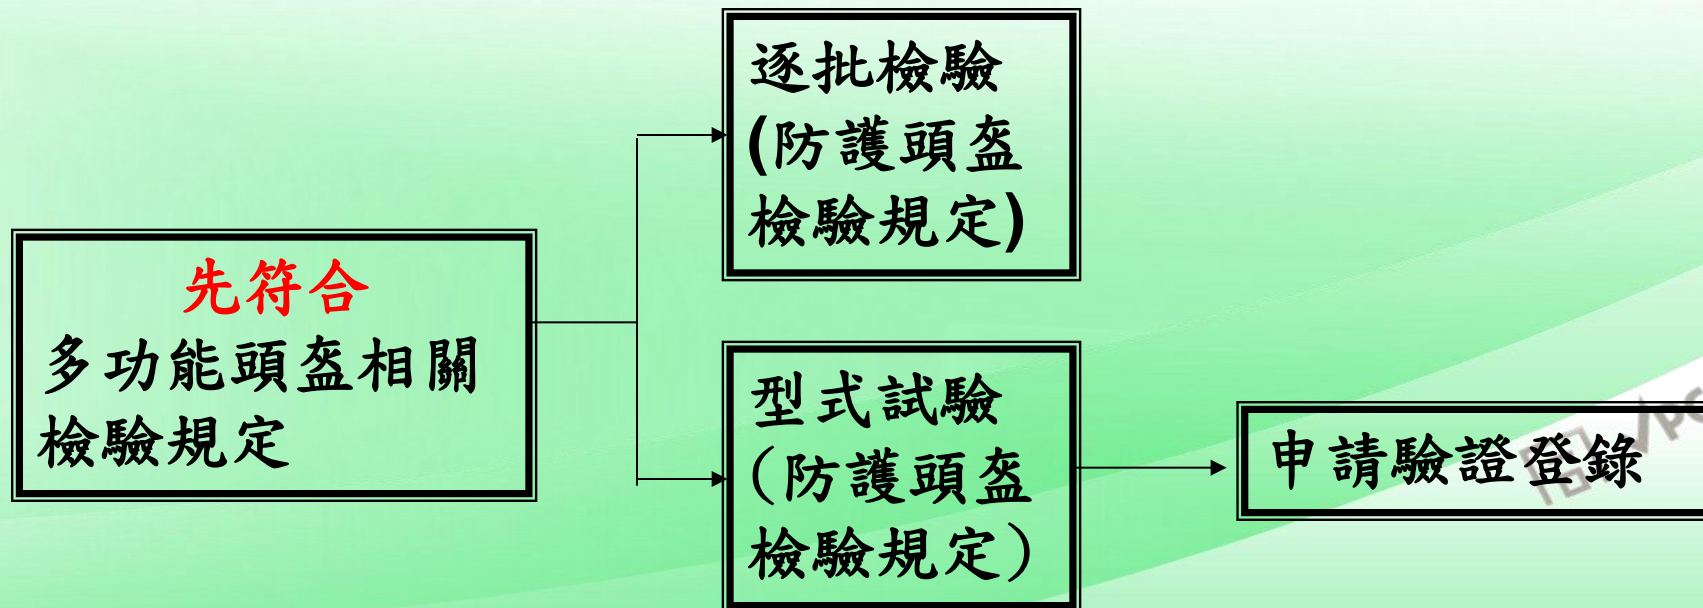 先符合
多功能頭盔相關
檢驗規定
逐批檢驗
(防護頭盔
檢驗規定)
型式試驗
（防護頭盔
檢驗規定）
申請驗證登錄